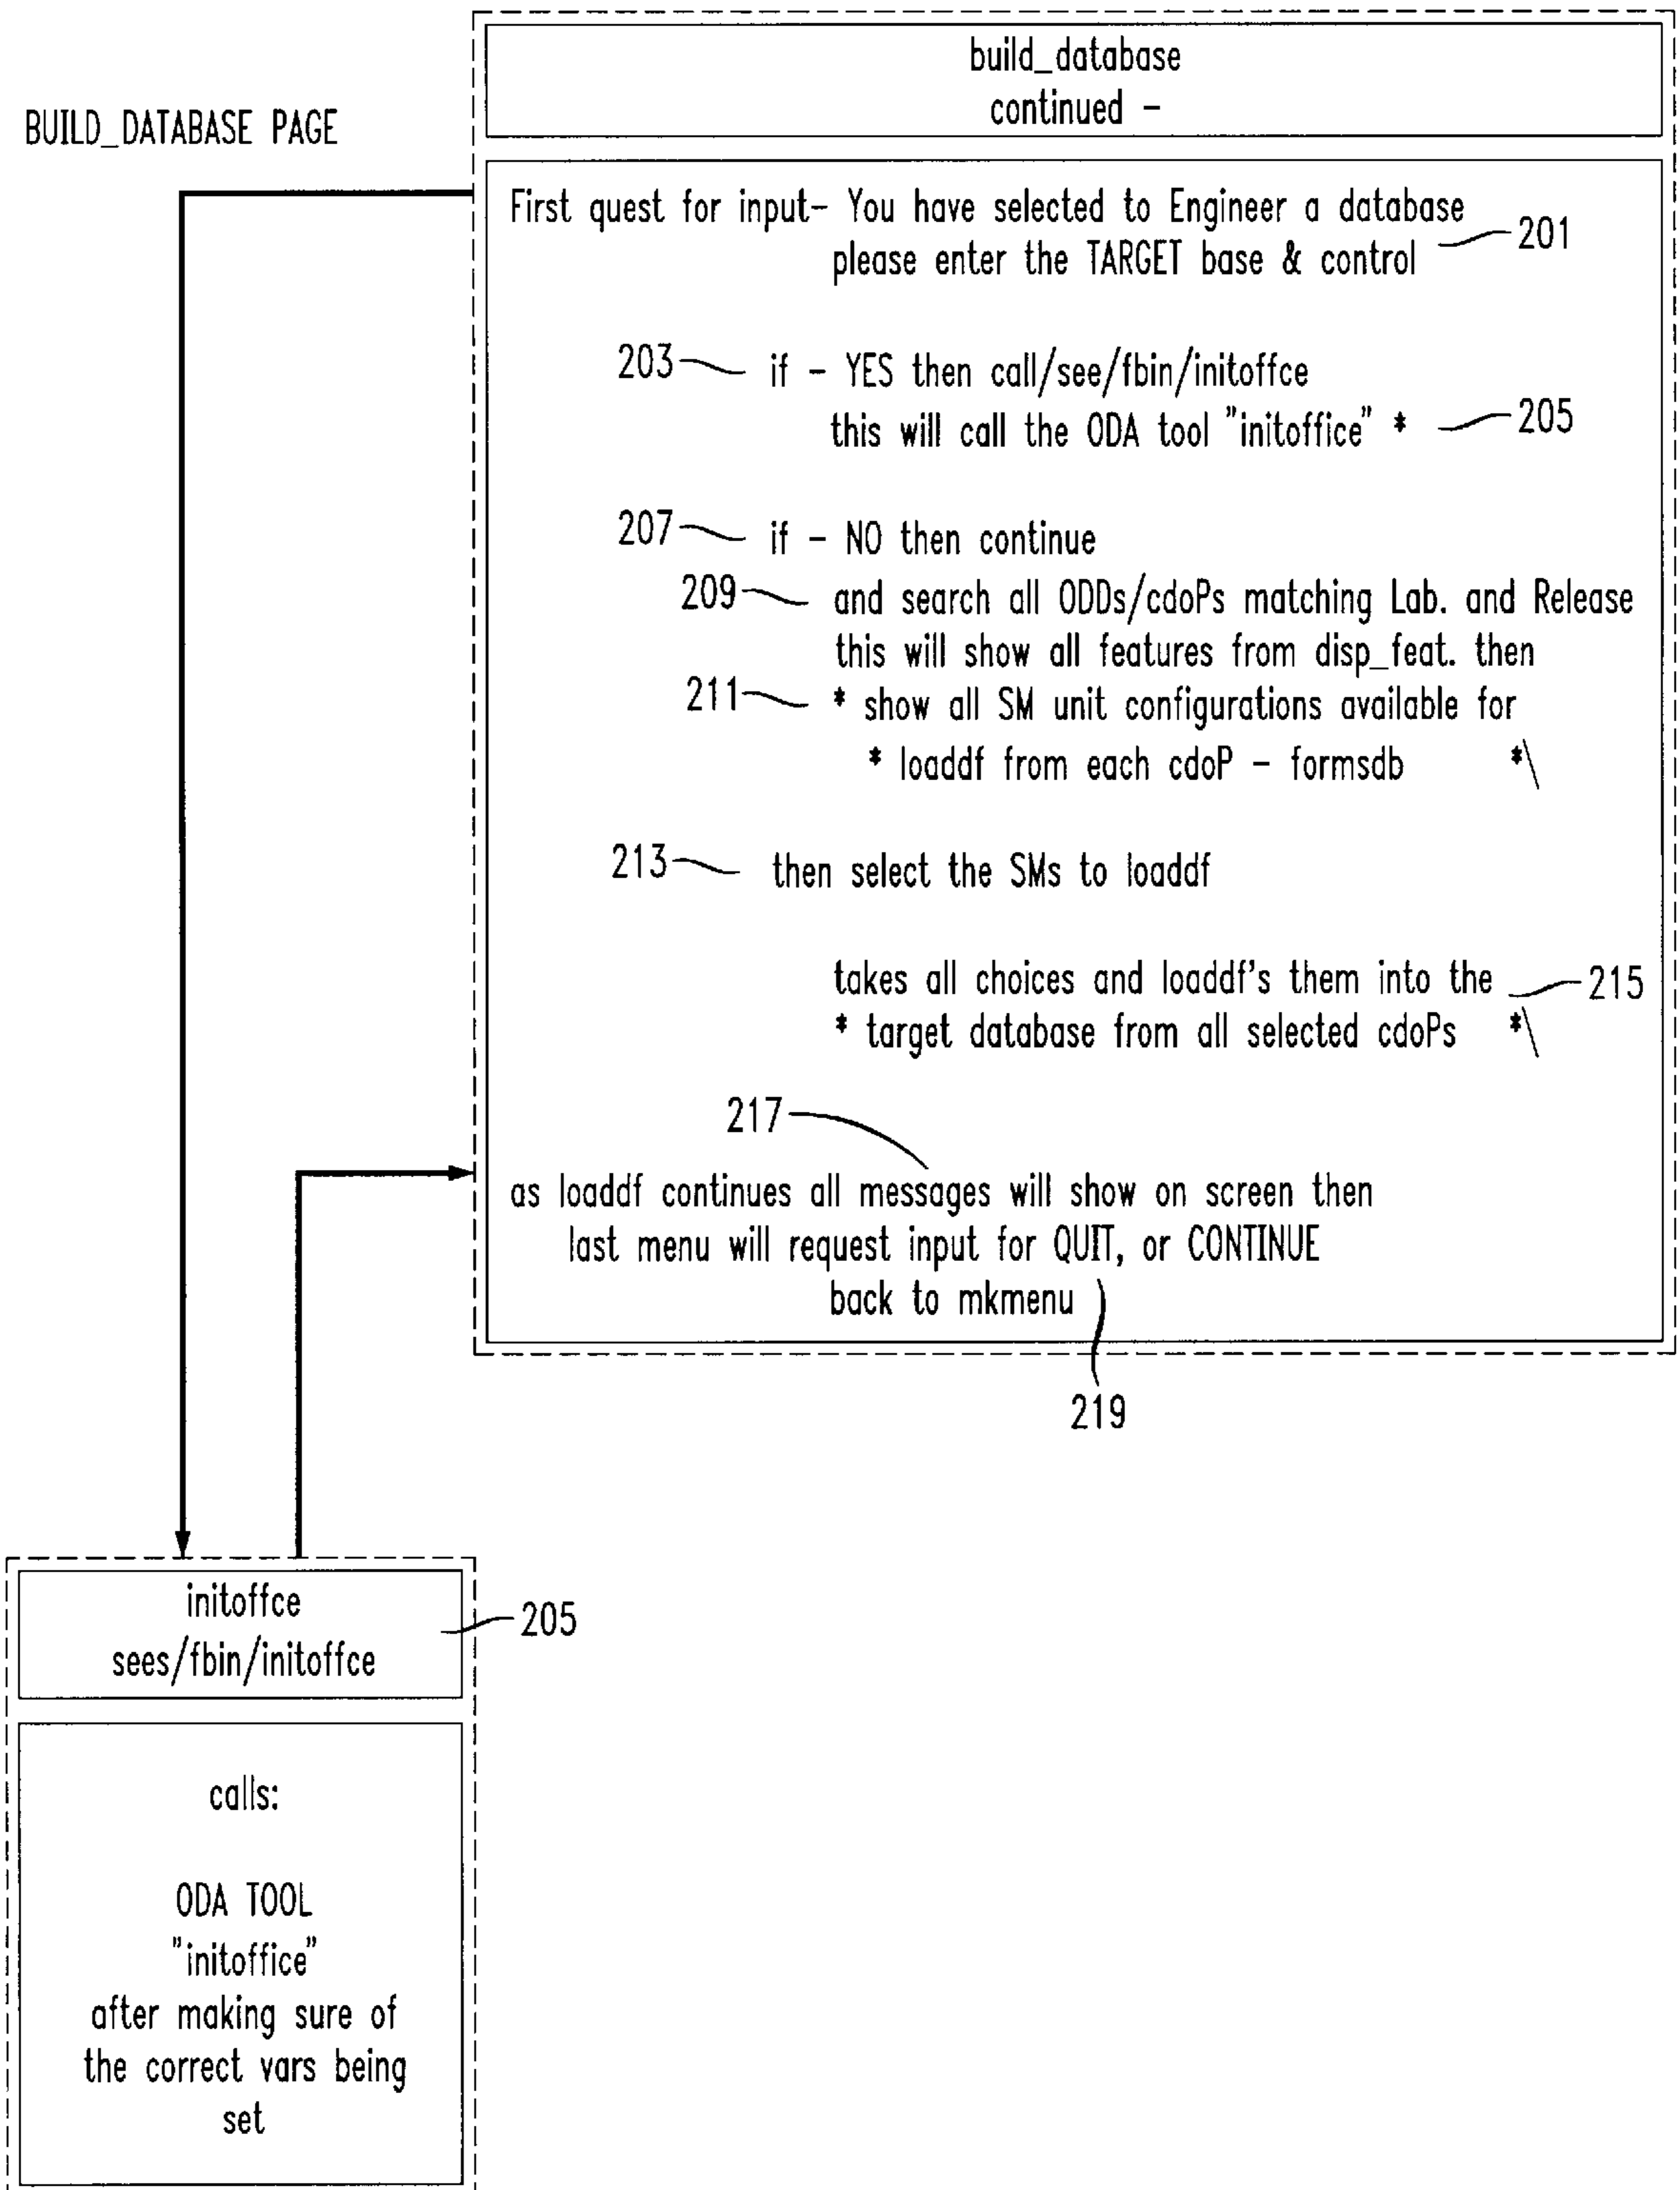 build_database
continued -
BUILD_DATABASE PAGE
First quest for input- You have selected to Engineer a database
please enter the TARGET base & control
201
203
if - YES then call/see/fbin/initoffce
this will call the ODA tool "initoffice" *
205
207
if - NO then continue
209
and search all ODDs/cdoPs matching Lab. and Release
this will show all features from disp_feat. then
211
* show all SM unit configurations available for
* loaddf from each cdoP - formsdb *\
213
then select the SMs to loaddf
takes all choices and loaddf's them into the
215
* target database from all selected cdoPs *\
217
as loaddf continues all messages will show on screen then
last menu will request input for QUIT, or CONTINUE
back to mkmenu
219
initoffce
sees/fbin/initoffce
205
calls:
ODA TOOL
"initoffice"
after making sure of
the correct vars being
set